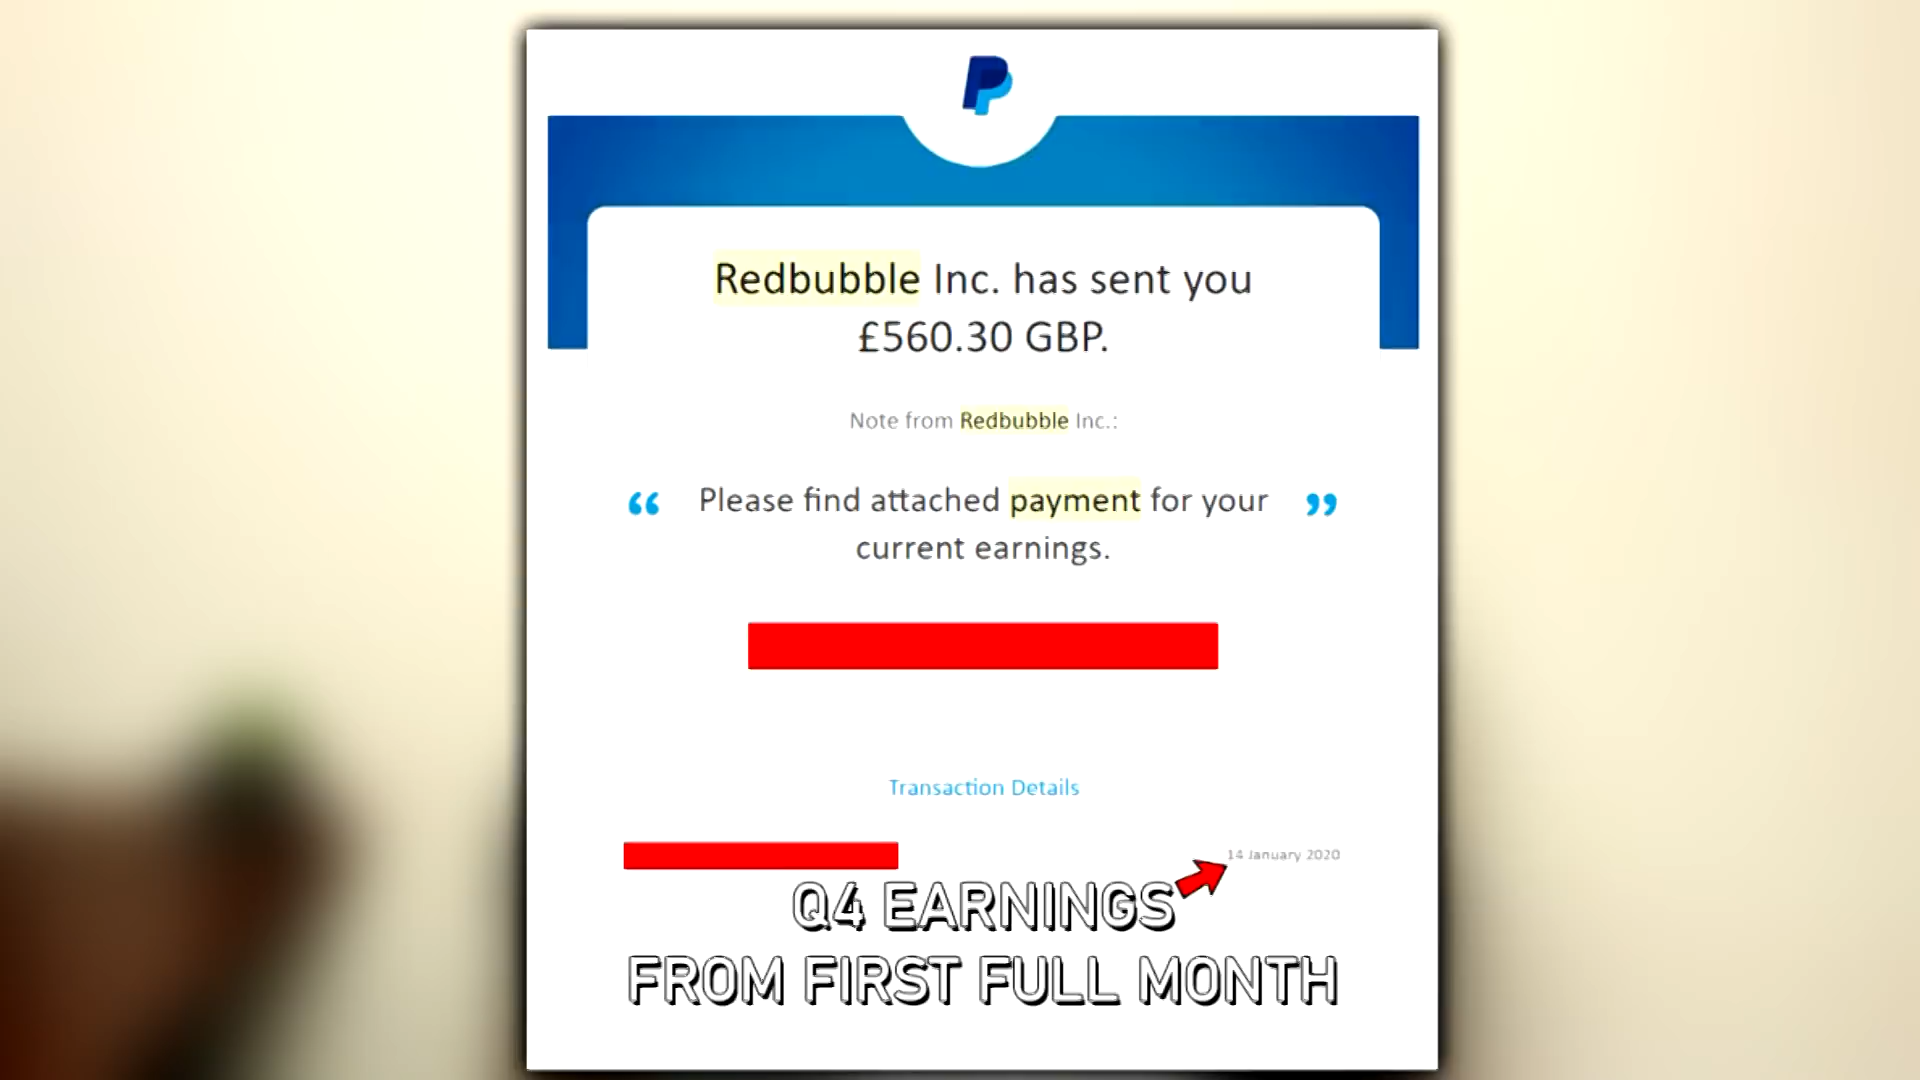 Redbubble Inc. has sent you
£560.30 GBP.
Note from Redbubble Inc.:
“ Please find attached payment for your ”
current earnings.
Transaction Details
14 January 2020
Q4 EARNINGS
FROM FIRST FULL MONTH